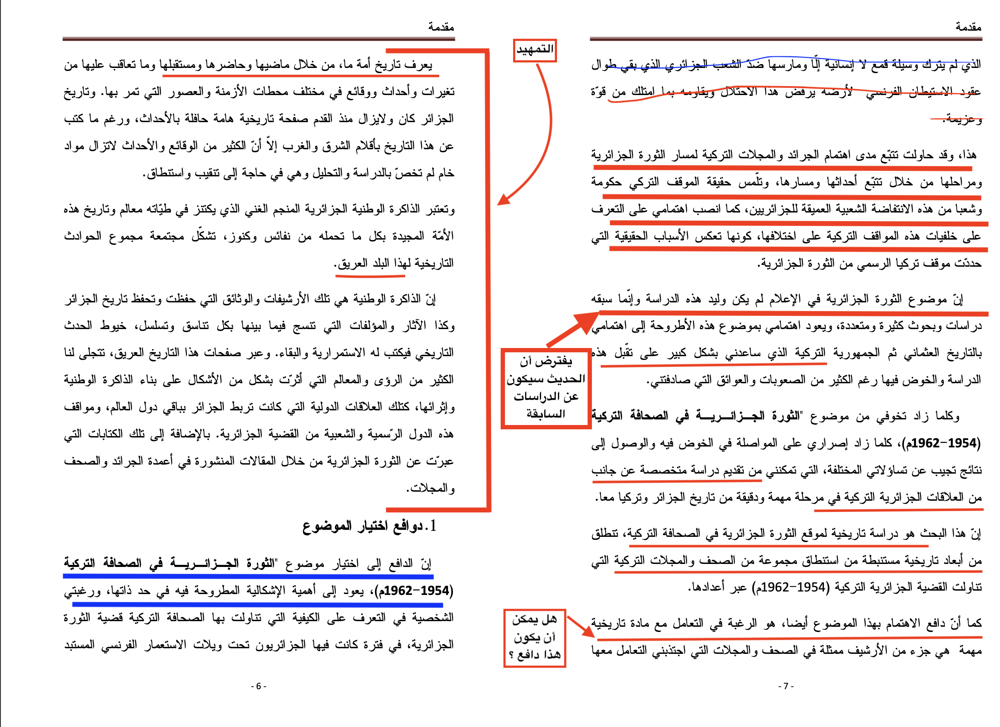 مقدمة
يعرف تاريخ أمة ما، من خلال ماضيها وحاضرها ومستقبلها وما تعاقب عليها من
تغيرات وأحداث ووقائع في مختلف محطات الأزمنة والعصور التي تمر بها. وتاريخ
الجزائر كان ولايزال منذ القدم صفحة تاريخية هامة حافلة بالأحداث، ورغم ما كتب
عن هذا التاريخ بأقلام الشرق والغرب إلاّ أنّ الكثير من الوقائع والأحداث لاتزال مواد
خام لم تخصّ بالدراسة والتحليل وهي في حاجة إلى تنقيب واستنطاق.
وتعتبر الذاكرة الوطنية الجزائرية المنجم الغني الذي يكتنز في طيّاته معالم وتاريخ هذه
الأمّة المجيدة بكل ما تحمله من نفائس وكنوز، تشكّل مجتمعة مجموع الحوادث
التاريخية لهذا البلد العريق.
إنّ الذاكرة الوطنية هي تلك الأرشيفات والوثائق التي حفظت وتحفظ تاريخ الجزائر
وكذا الآثار والمؤلفات التي تنسج فيما بينها بكل تناسق وتسلسل، خيوط الحدث
التاريخي فيكتب له الاستمرارية والبقاء. وعبر صفحات هذا التاريخ العريق، تتجلى لنا
الكثير من الرؤى والمعالم التي أثرّت بشكل من الأشكال على بناء الذاكرة الوطنية
وإثرائها، كتلك العلاقات الدولية التي كانت تربط الجزائر بباقي دول العالم، ومواقف
هذه الدول الرّسمية والشعبية من القضية الجزائرية. بالإضافة إلى تلك الكتابات التي
عبرّت عن الثورة الجزائرية من خلال المقالات المنشورة في أعمدة الجرائد والصحف
والمجلات.
1.دوافع اختيار الموضوع
إنّ الدافع إلى اختيار موضوع "الثورة الجـــزائـــريـــة في الصحافة التركية
(1954–1962م)، يعود إلى أهمية الإشكالية المطروحة فيه في حد ذاتها، ورغبتي
الشخصية في التعرف على الكيفية التي تناولت بها الصحافة التركية قضية الثورة
الجزائرية، في فترة كانت فيها الجزائريون تحت ويلات الاستعمار الفرنسي المستبد
- 6 -
التمهيد
يفترض أن
الحديث سيكون
عن الدراسات
السابقة
هل يمكن
أن يكون
هذا دافع ؟
مقدمة
الذي لم يترك وسيلة قمع لا إنسانية إلّا ومارسها ضدّ الشعب الجزائري الذي بقي طوال
عقود الاستيطان الفرنسي لأرضه يرفض هذا الاحتلال ويقاومه بما امتلك من قوّة
وعزيمة.
هذا، وقد حاولت تتبّع مدى اهتمام الجرائد والمجلات التركية لمسار الثورة الجزائرية
ومراحلها من خلال تتبّع أحداثها ومسارها، وتلّمس حقيقة الموقف التركي حكومة
وشعبا من هذه الانتفاضة الشعبية العميقة للجزائريين، كما انصب اهتمامي على التعرف
على خلفيات هذه المواقف التركية على اختلافها، كونها تعكس الأسباب الحقيقية التي
حددّت موقف تركيا الرسمي من الثورة الجزائرية.
إنّ موضوع الثورة الجزائرية في الإعلام لم يكن وليد هذه الدراسة وإنّما سبقه
دراسات وبحوث كثيرة ومتعددة، ويعود اهتمامي بموضوع هذه الأطروحة إلى اهتمامي
بالتاريخ العثماني ثم الجمهورية التركية الذي ساعدني بشكل كبير على تقّبل هذه
الدراسة والخوض فيها رغم الكثير من الصعوبات والعوائق التي صادفتني.
وكلما زاد تخوفي من موضوع "الثورة الجـــزائـــريـــة في الصحافة التركية
(1954–1962م)، كلما زاد إصراري على المواصلة في الخوض فيه والوصول إلى
نتائج تجيب عن تساؤلاتي المختلفة، التي تمكنني من تقديم دراسة متخصصة عن جانب
من العلاقات الجزائرية التركية في مرحلة مهمة ودقيقة من تاريخ الجزائر وتركيا معا.
إنّ هذا البحث هو دراسة تاريخية لموقع الثورة الجزائرية في الصحافة التركية، تنطلق
من أبعاد تاريخية مستنبطة من استنطاق مجموعة من الصحف والمجلات التركية التي
تناولت القضية الجزائرية التركية (1954–1962م) عبر أعدادها.
كما أنّ دافع الاهتمام بهذا الموضوع أيضا، هو الرغبة في التعامل مع مادة تاريخية
مهمة هي جزء من الأرشيف ممثلة في الصحف والمجلات التي اجتذبني التعامل معها
- 7 -